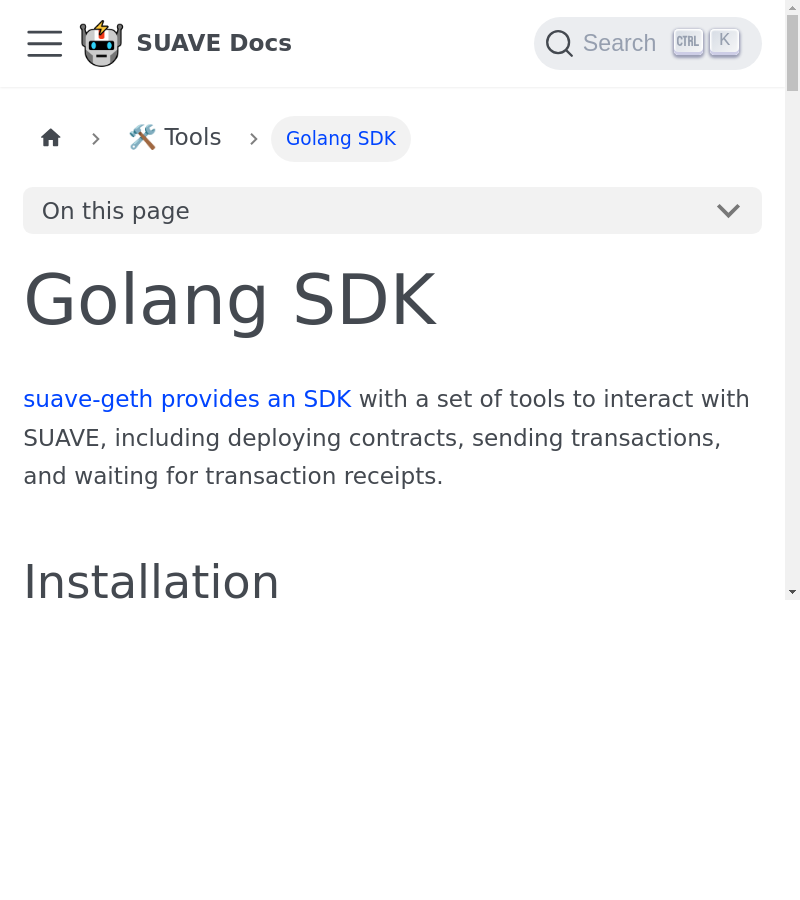 SUAVE Docs
Search CTRL K
🛠️ Tools
Golang SDK
On this page
Golang SDK
suave-geth provides an SDK with a set of tools to interact with
SUAVE, including deploying contracts, sending transactions,
and waiting for transaction receipts.
Installation